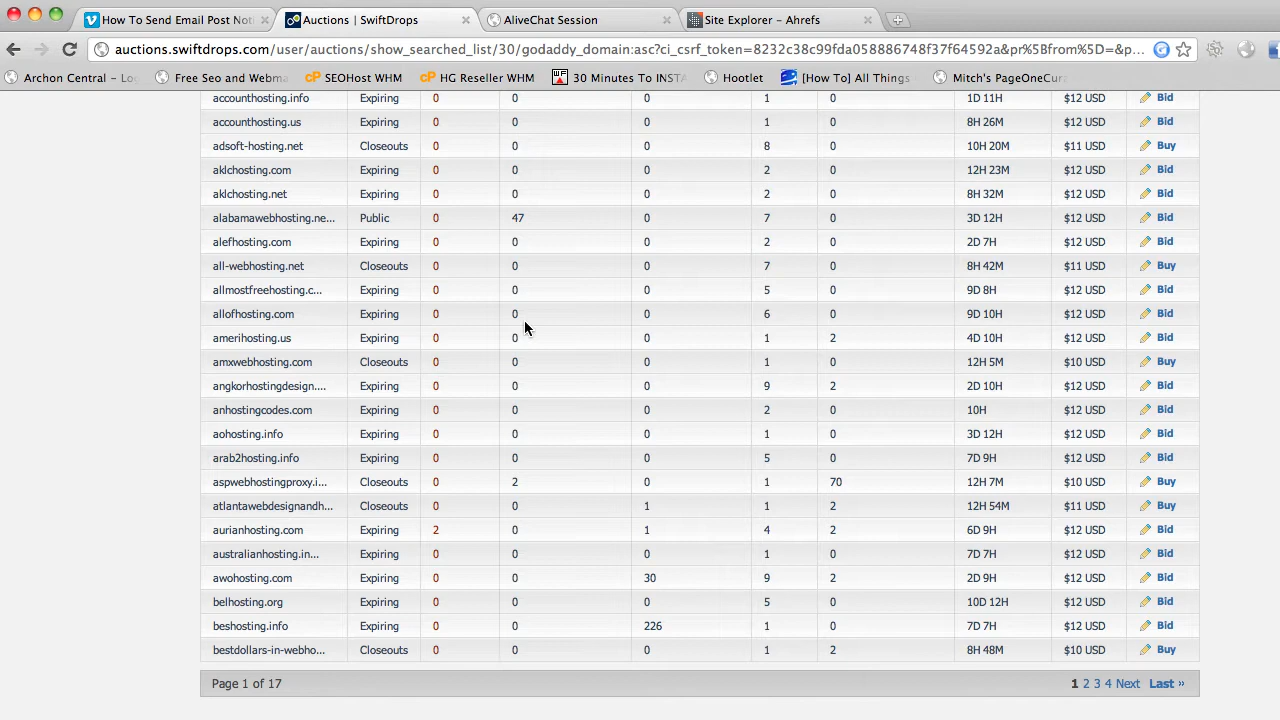 How To Send Email Post Not
Auctions | SwiftDrops
AliveChat Session
Site Explorer - Ahrefs
auctions.swiftdrops.com/user/auctions/show_searched_list/30/godaddy_domain:asc?ci_csrf_token=8232c38c99fda058886748f37f64592a&pr%5Bfrom%5D=&p...
Archon Central – Lo
Free Seo and Webma
SEOHost WHM
HG Reseller WHM
30 Minutes To INSTA
Hootlet
[How To] All Things
Mitch's PageOneCur
accounthosting.info Expiring 0 0 0 1 0 1D 11H $12 USD Bid
accounthosting.us Expiring 0 0 0 1 0 8H 26M $12 USD Bid
adsoft-hosting.net Closeouts 0 0 0 8 0 10H 20M $11 USD Buy
aklchosting.com Expiring 0 0 0 2 0 12H 23M $12 USD Bid
aklchosting.net Expiring 0 0 0 2 0 8H 32M $12 USD Bid
alabamawebhosting.ne... Public 0 47 0 7 0 3D 12H $12 USD Bid
alefhosting.com Expiring 0 0 0 2 0 2D 7H $12 USD Bid
all-webhosting.net Closeouts 0 0 0 7 0 8H 42M $11 USD Buy
allmostfreehosting.c... Expiring 0 0 0 5 0 9D 8H $12 USD Bid
allofhosting.com Expiring 0 0 0 6 0 9D 10H $12 USD Bid
amerihosting.us Expiring 0 0 0 1 2 4D 10H $12 USD Bid
amxwebhosting.com Closeouts 0 0 0 1 0 12H 5M $10 USD Buy
angkorhostingdesign.... Expiring 0 0 0 9 2 2D 10H $12 USD Bid
anhostingcodes.com Expiring 0 0 0 2 0 10H $12 USD Bid
aohosting.info Expiring 0 0 0 1 0 3D 12H $12 USD Bid
arab2hosting.info Expiring 0 0 0 5 0 7D 9H $12 USD Bid
aspwebhostingproxy.i... Closeouts 0 2 0 1 70 12H 7M $10 USD Buy
atlantawebdesignandh... Closeouts 0 0 1 1 2 12H 54M $11 USD Buy
aurianhosting.com Expiring 2 0 1 4 2 6D 9H $12 USD Bid
australianhosting.in... Expiring 0 0 0 1 0 7D 7H $12 USD Bid
awohosting.com Expiring 0 0 30 9 2 2D 9H $12 USD Bid
belhosting.org Expiring 0 0 0 5 0 10D 12H $12 USD Bid
beshosting.info Expiring 0 0 226 1 0 7D 7H $12 USD Bid
bestdollars-in-webho... Closeouts 0 0 0 1 2 8H 48M $10 USD Buy
Page 1 of 17 1 2 3 4 Next Last »